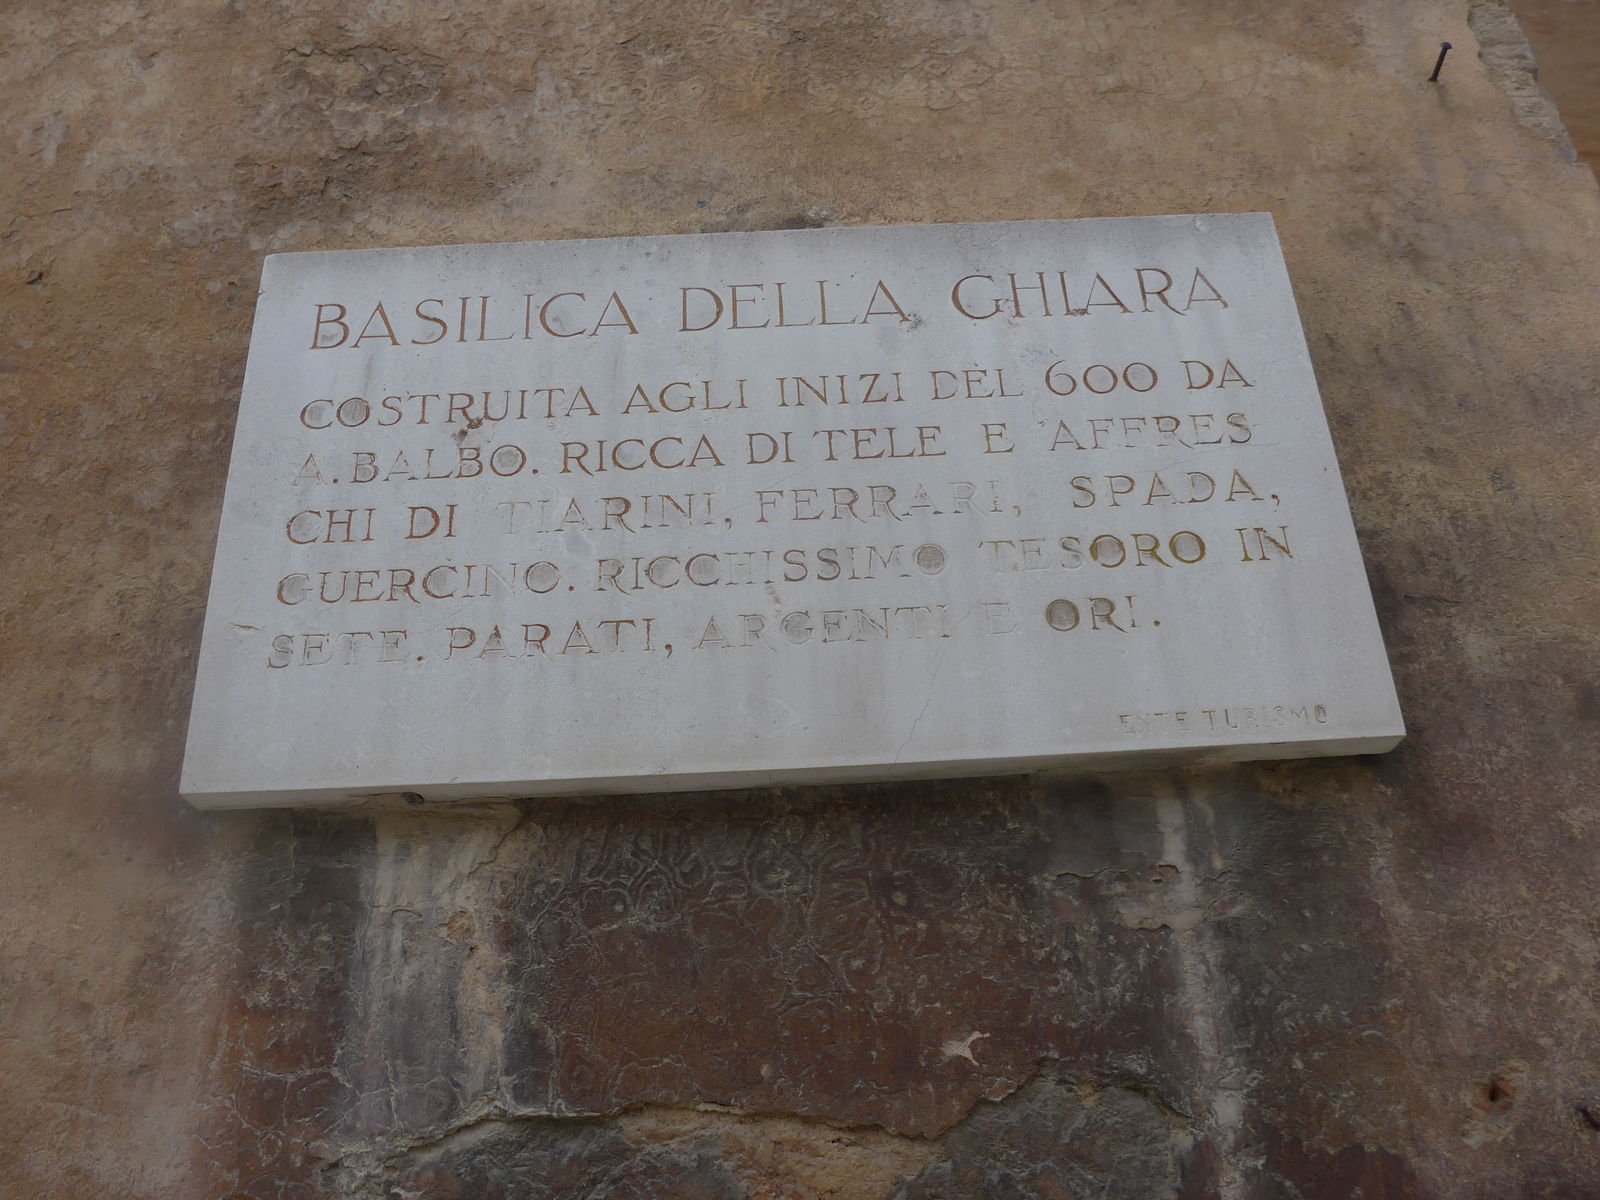 BASILICA DELLA GHIARA
COSTRUITA AGLI INIZI DEL 600 DA
A. BALBO. RICCA DI TELE E AFFRES
CHI DI TIARINI, FERRARI, SPADA,
GUERCINO. RICCHISSIMO TESORO IN
SETE. PARATI, ARGENTI E ORI.
ENTE TURISMO